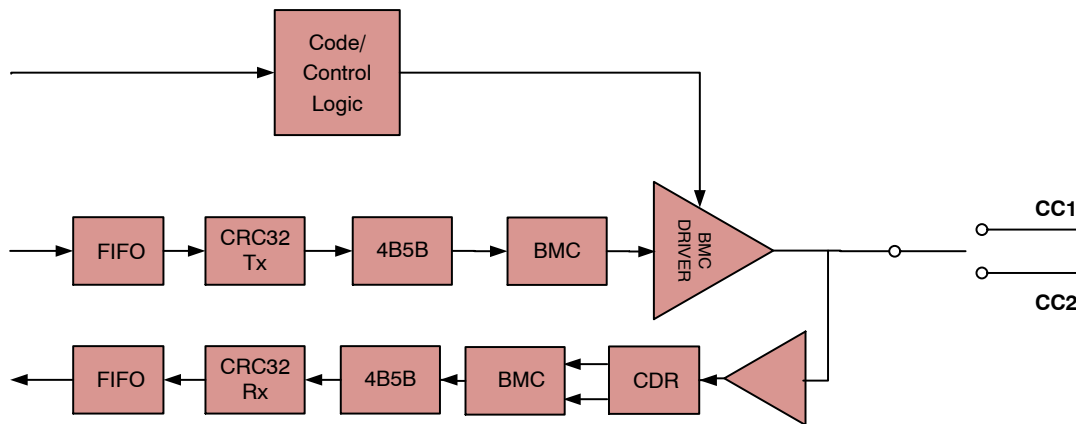 Code/
Control
Logic
FIFO
CRC32
Tx
4B5B
BMC
BMC
DRIVER
CC1
CC2
FIFO
CRC32
Rx
4B5B
BMC
CDR